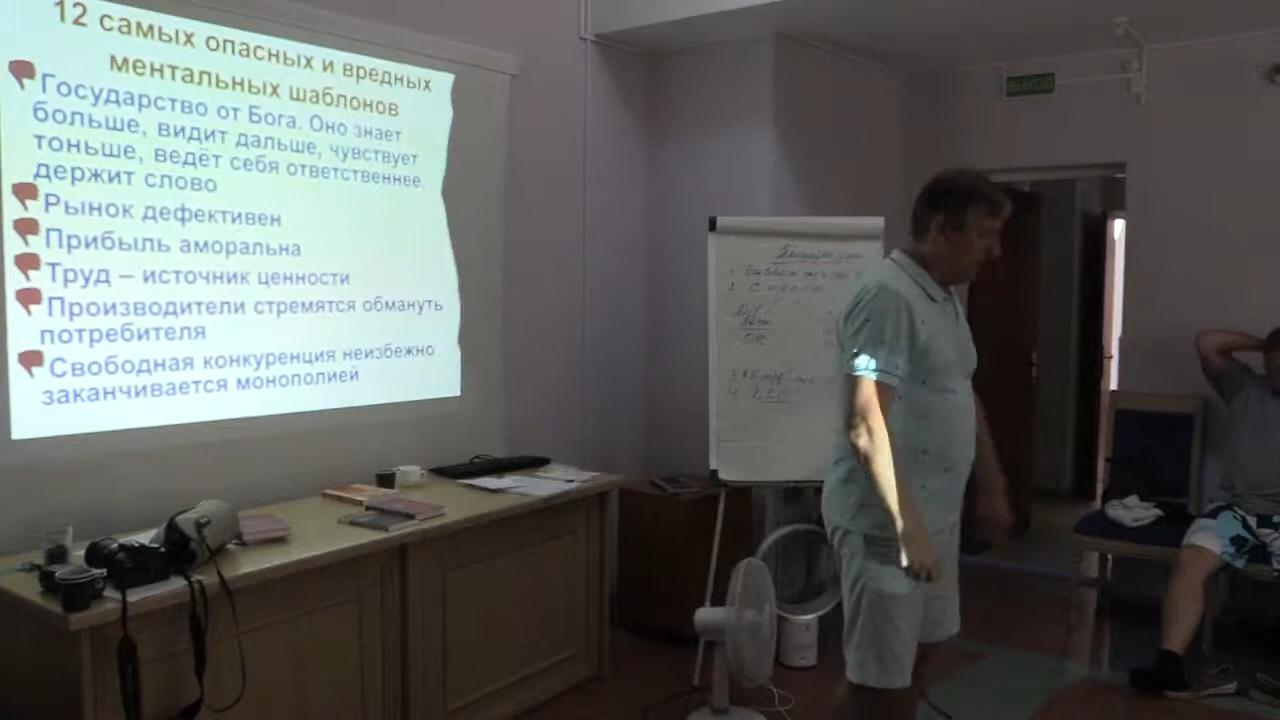 12 самых опасных и вредных
ментальных шаблонов
Государство от Бога. Оно знает
больше, видит дальше, чувствует
тоньше, ведёт себя ответственнее,
держит слово
Рынок дефективен
Прибыль аморальна
Труд – источник ценности
Производители стремятся обмануть
потребителя
Свободная конкуренция неизбежно
заканчивается монополией
ВЫХОД